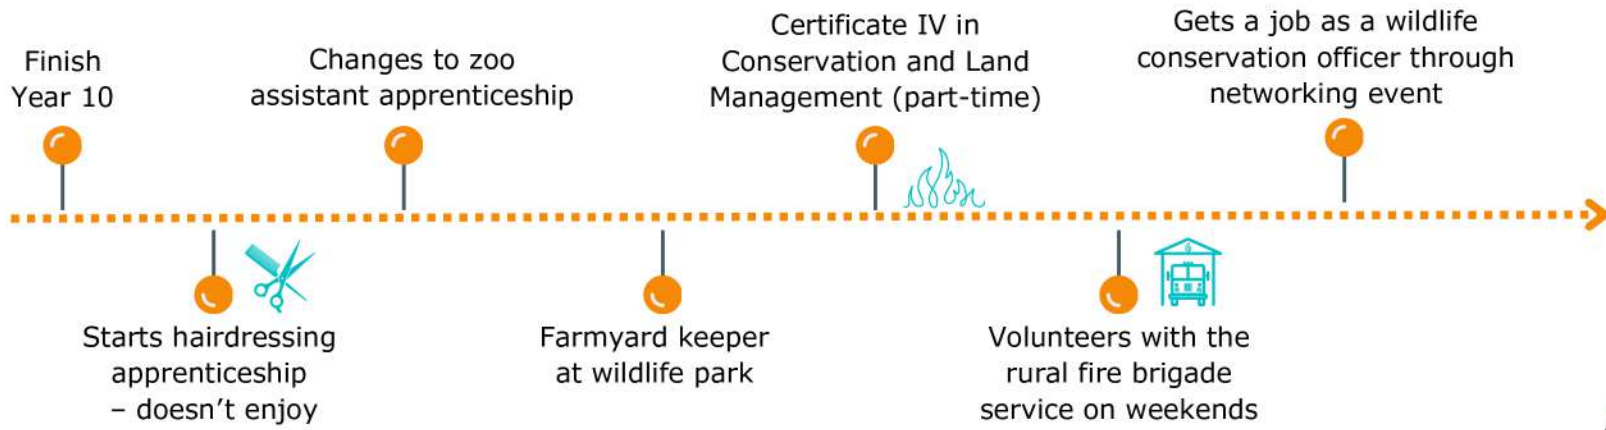 Finish
Year 10
Starts hairdressing
apprenticeship
– doesn't enjoy
Changes to zoo
assistant apprenticeship
Farmyard keeper
at wildlife park
Certificate IV in
Conservation and Land
Management (part-time)
Volunteers with the
rural fire brigade
service on weekends
Gets a job as a wildlife
conservation officer through
networking event